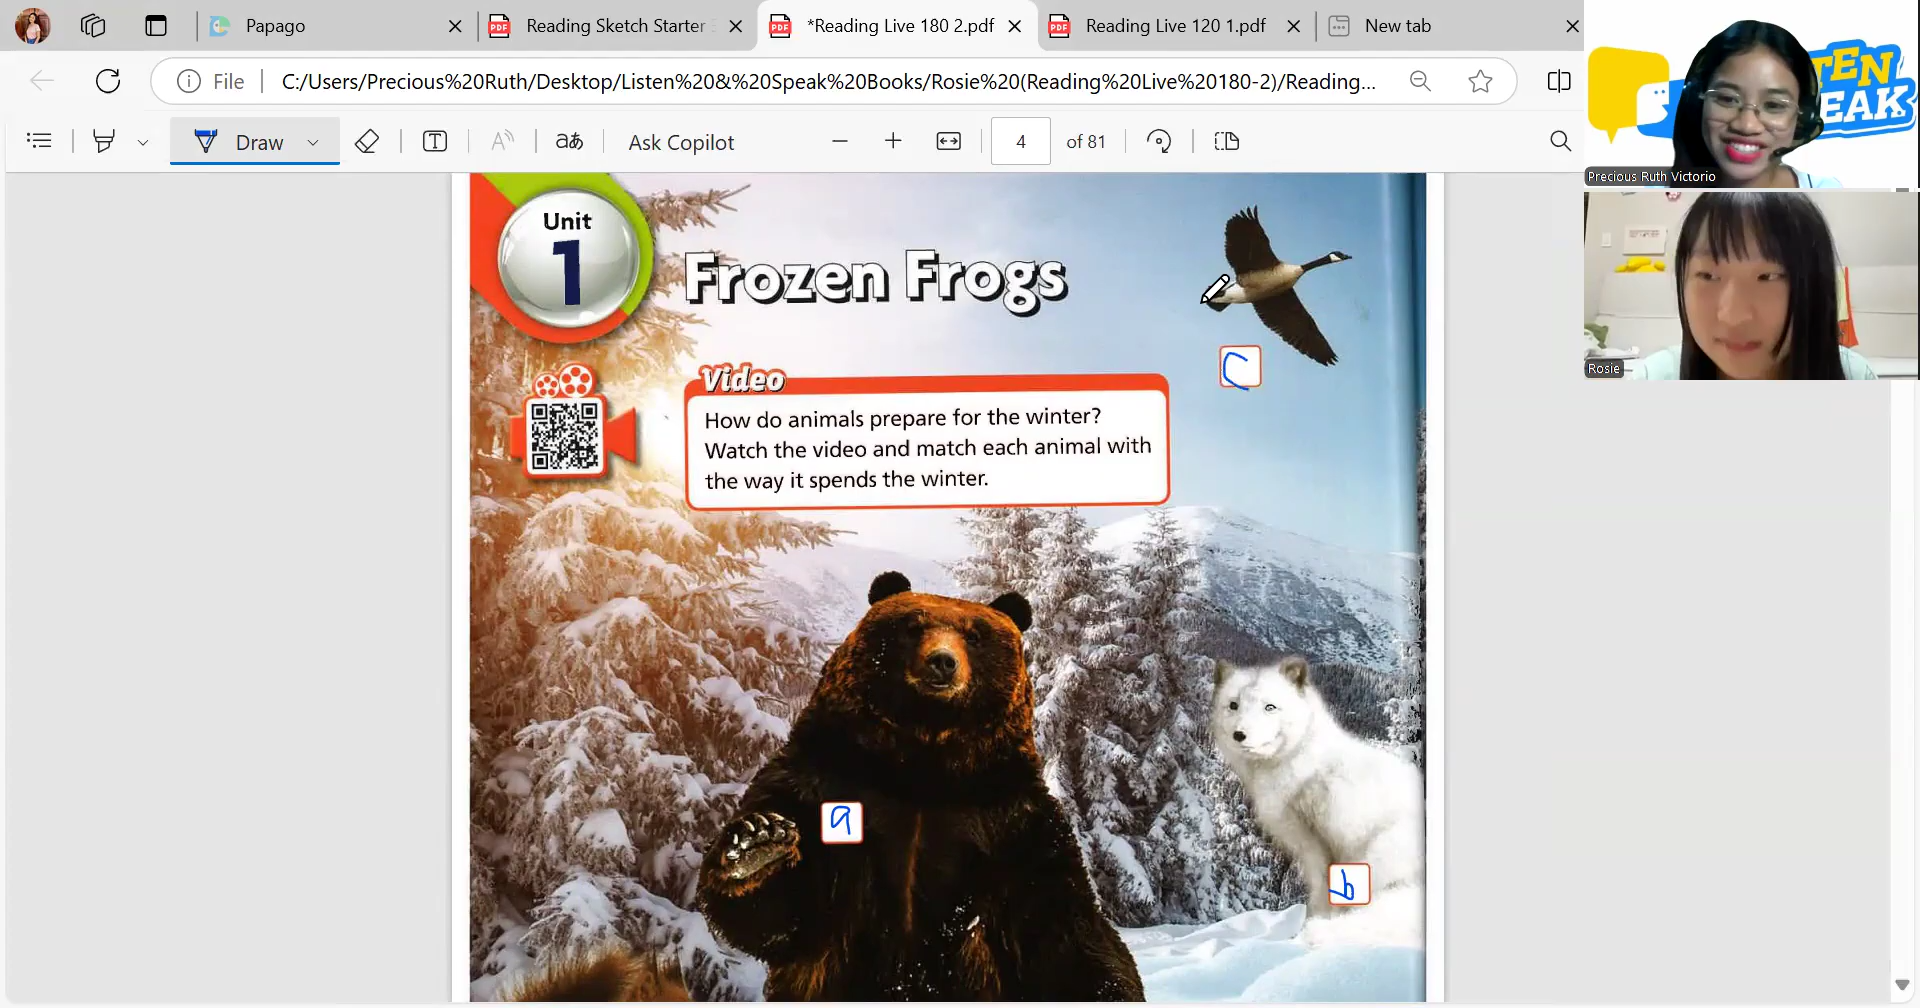 Papago
Reading Sketch Starter
*Reading Live 180 2.pdf
Reading Live 120 1.pdf
New tab
File
C:/Users/Precious%20Ruth/Desktop/Listen%20&%20Speak%20Books/Rosie%20(Reading%20Live%20180-2)/Reading...
Draw
Ask Copilot
4
of 81
Unit
1
Frozen Frogs
Video
How do animals prepare for the winter?
Watch the video and match each animal with
the way it spends the winter.
c
a
b
TEN
PEAK
Precious Ruth Victorio
Rosie